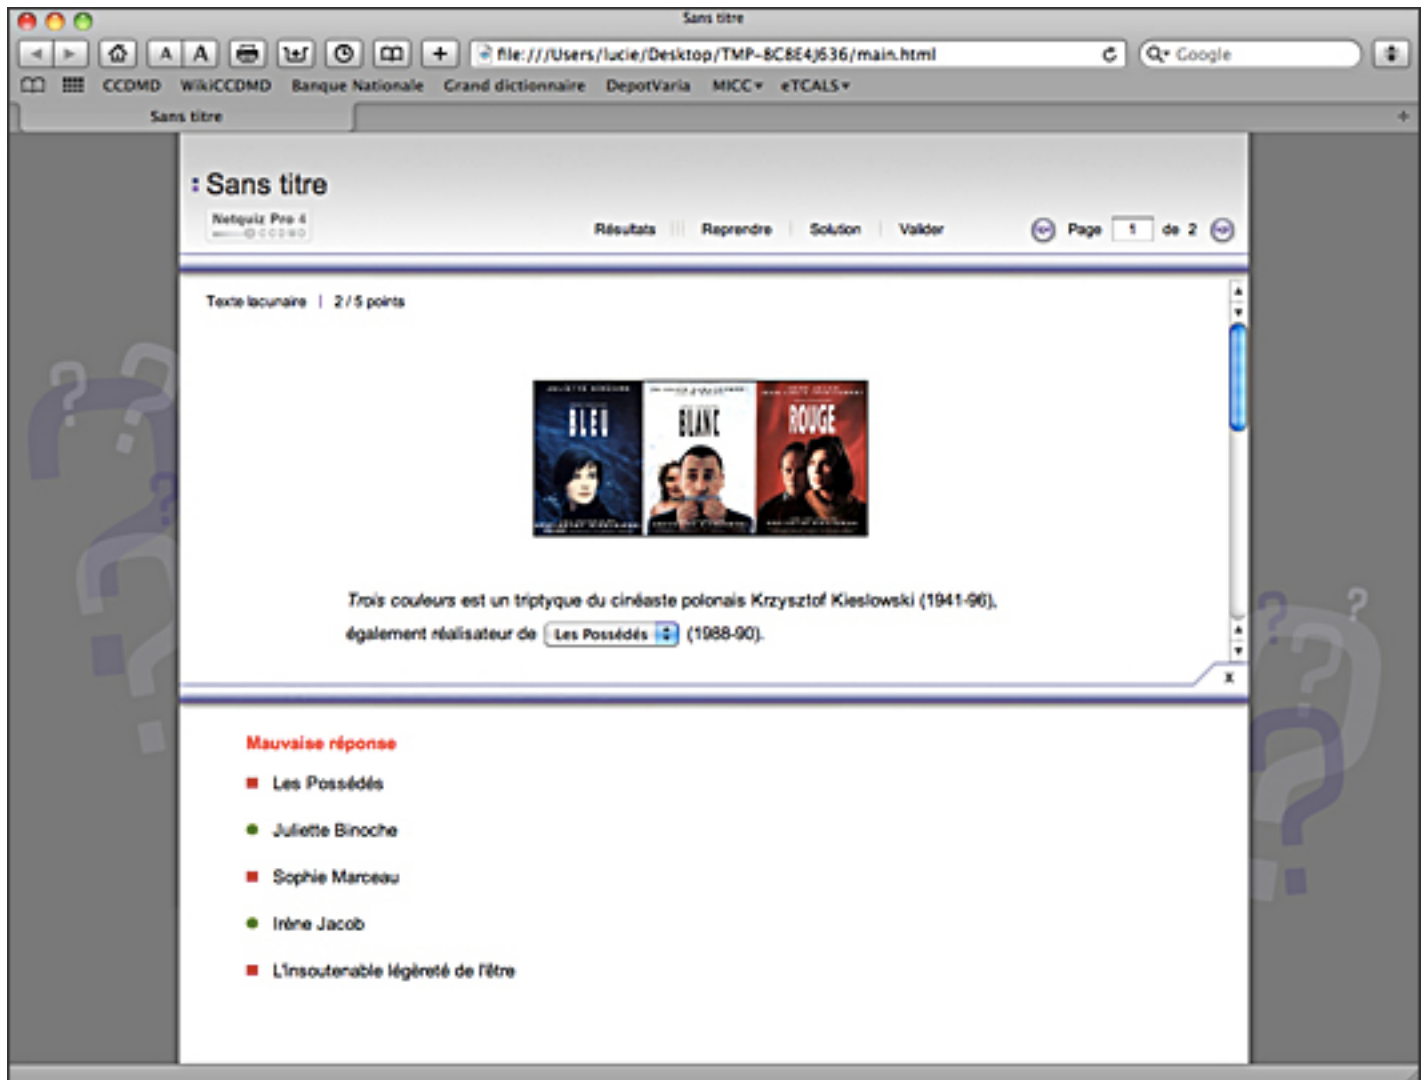 Sans titre
A A + file:///Users/lucie/Desktop/TMP-8C8E4J636/main.html Google
CCDMD WikiCCDMD Banque Nationale Grand dictionnaire DepotVaria MICC eTCALS
Sans titre +
Sans titre
Netquiz Pro 4
CCDMD
Résultats Reprendre Solution Valider Page 1 de 2
Texte lacunaire | 2 / 5 points
BLEU BLANC ROUGE
Trois couleurs est un triptyque du cinéaste polonais Krzysztof Kieslowski (1941-96),
également réalisateur de Les Possédés (1988-90).
X
Mauvaise réponse
Les Possédés
Juliette Binoche
Sophie Marceau
Irène Jacob
L'insoutenable légèreté de l'être